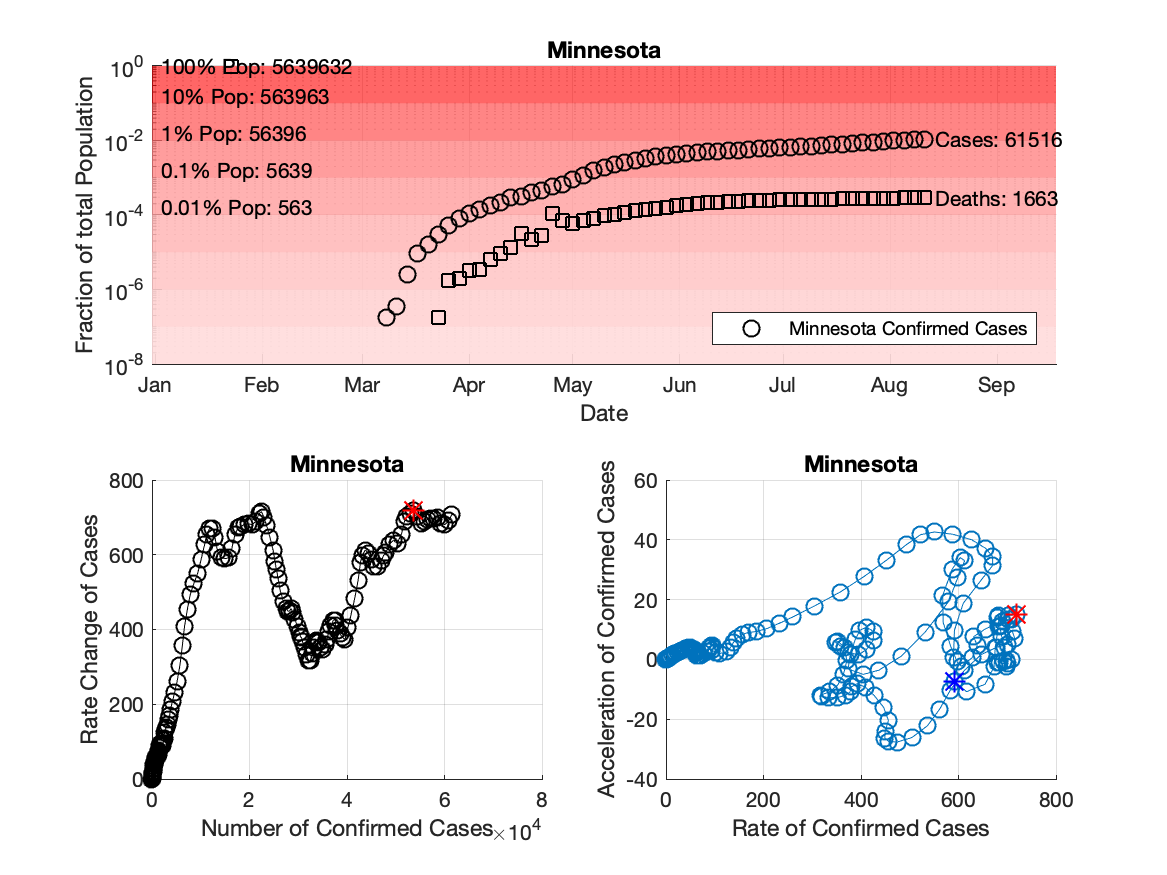 Minnesota
10^0
10^-2
10^-4
10^-6
10^-8
Fraction of total Population
100% Pop: 5639632
10% Pop: 563963
1% Pop: 56396
0.1% Pop: 5639
0.01% Pop: 563
Cases: 61516
Deaths: 1663
Minnesota Confirmed Cases
Jan Feb Mar Apr May Jun Jul Aug Sep
Date
Minnesota
800
600
400
200
0
Rate Change of Cases
0 2 4 6 8
Number of Confirmed Cases ×10^4
Minnesota
60
40
20
0
-20
-40
Acceleration of Confirmed Cases
0 200 400 600 800
Rate of Confirmed Cases